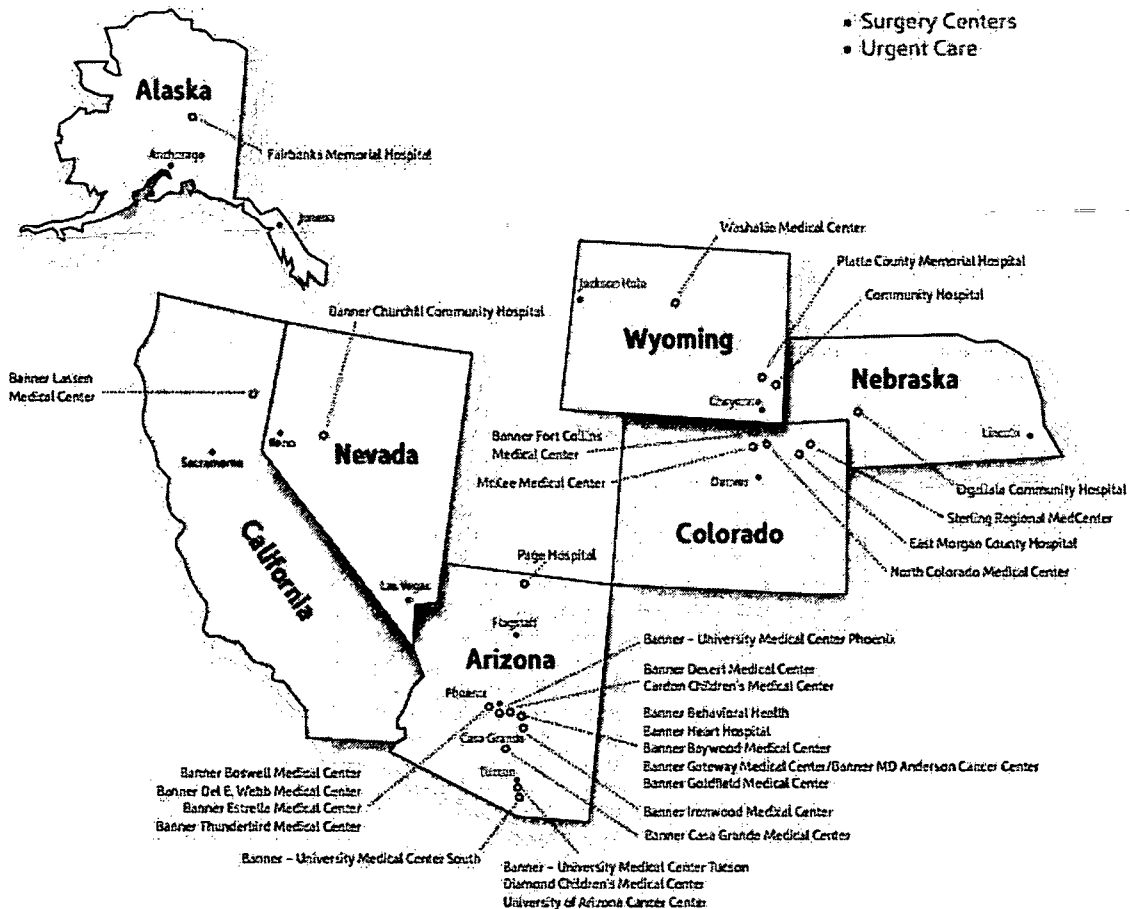 • Surgery Centers
• Urgent Care
Alaska
Anchorage
Fairbanks Memorial Hospital
Juneau
Washakie Medical Center
Platte County Memorial Hospital
Community Hospital
Jackson Hole
Wyoming
Cheyenne
Banner Churchill Community Hospital
Banner Lassen
Medical Center
Reno
Nevada
Sacramento
California
Las Vegas
Nebraska
Lincoln
Banner Fort Collins
Medical Center
McKee Medical Center
Denver
Colorado
Ogallala Community Hospital
Sterling Regional MedCenter
East Morgan County Hospital
North Colorado Medical Center
Page Hospital
Flagstaff
Arizona
Phoenix
Casa Grande
Tucson
Banner – University Medical Center Phoenix
Banner Desert Medical Center
Cardon Children's Medical Center
Banner Behavioral Health
Banner Heart Hospital
Banner Baywood Medical Center
Banner Gateway Medical Center/Banner MD Anderson Cancer Center
Banner Goldfield Medical Center
Banner Ironwood Medical Center
Banner Casa Grande Medical Center
Banner Boswell Medical Center
Banner Del E. Webb Medical Center
Banner Estrella Medical Center
Banner Thunderbird Medical Center
Banner – University Medical Center South
Banner – University Medical Center Tucson
Diamond Children's Medical Center
University of Arizona Cancer Center